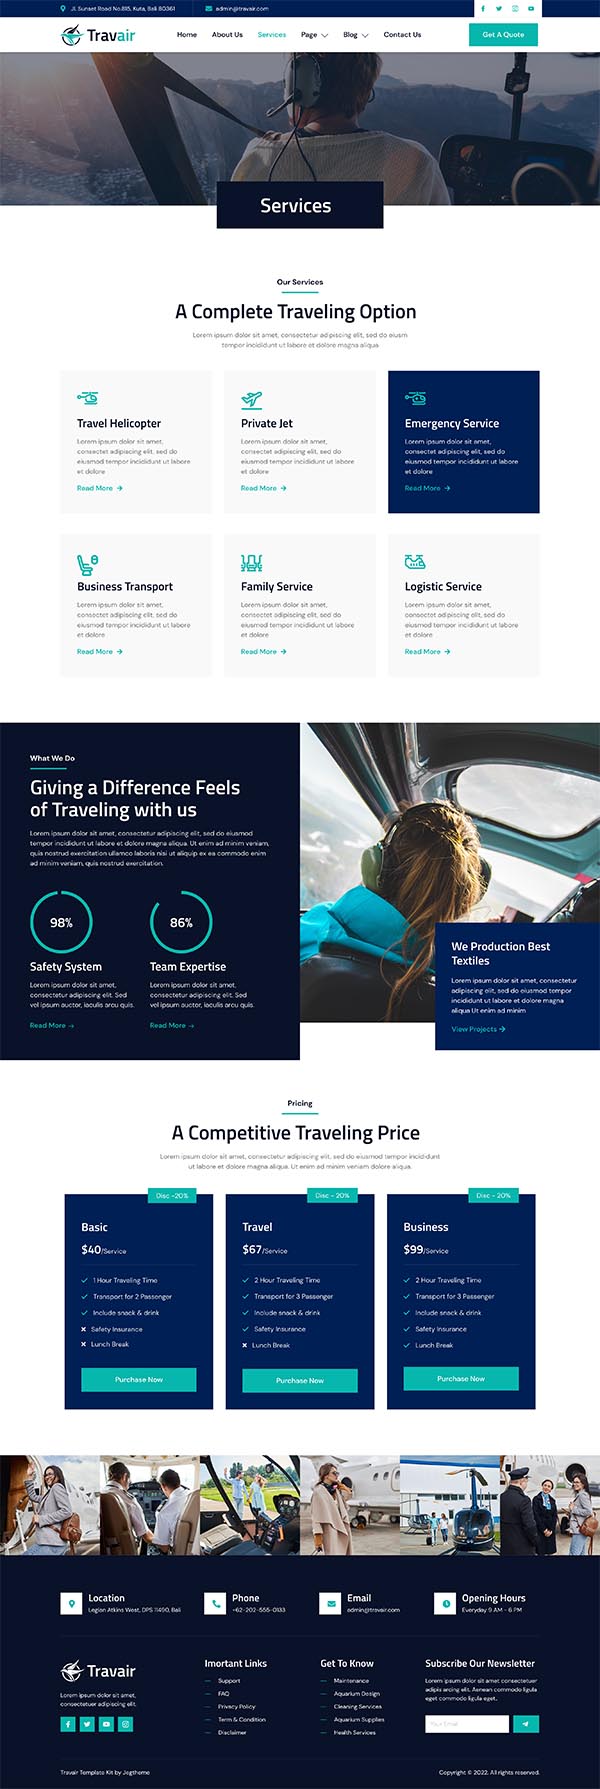 Jl. Sunset Road No.815, Kuta, Bali 80361
admin@travair.com
Travair
Home
About Us
Services
Page
Blog
Contact Us
Get A Quote
Services
Our Services
A Complete Traveling Option
Lorem ipsum dolor sit amet, consectetur adipiscing elit, sed do eiusm
tempor incididunt ut labore et dolore magna aliqua.
Travel Helicopter
Lorem ipsum dolor sit amet,
consectet adipiscing elit, sed do
eiusmod tempor incididunt ut labore
et dolore
Read More
Private Jet
Lorem ipsum dolor sit amet,
consectet adipiscing elit, sed do
eiusmod tempor incididunt ut labore
et dolore
Read More
Emergency Service
Lorem ipsum dolor sit amet,
consectet adipiscing elit, sed do
eiusmod tempor incididunt ut labore
et dolore
Read More
Business Transport
Lorem ipsum dolor sit amet,
consectet adipiscing elit, sed do
eiusmod tempor incididunt ut labore
et dolore
Read More
Family Service
Lorem ipsum dolor sit amet,
consectet adipiscing elit, sed do
eiusmod tempor incididunt ut labore
et dolore
Read More
Logistic Service
Lorem ipsum dolor sit amet,
consectet adipiscing elit, sed do
eiusmod tempor incididunt ut labore
et dolore
Read More
What We Do
Giving a Difference Feels
of Traveling with us
Lorem ipsum dolor sit amet, consectetur adipiscing elit, sed do eiusmod
tempor incididunt ut labore et dolore magna aliqua. Ut enim ad minim veniam,
quis nostrud exercitation ullamco laboris nisi ut aliquip ex ea commodo enim
ad minim veniam, quis nostrud exercitation.
98%
Safety System
Lorem ipsum dolor sit amet,
consectetur adipiscing elit. Sed
vel ipsum auctor, iaculis arcu quis.
Read More →
86%
Team Expertise
Lorem ipsum dolor sit amet,
consectetur adipiscing elit. Sed
vel ipsum auctor, iaculis arcu quis.
Read More →
We Production Best
Textiles
Lorem ipsum dolor sit amet, consectetur
adipiscing elit, sed do eiusmod tempor
incididunt ut labore et dolore magna
aliqua Ut enim ad minim
View Projects
Pricing
A Competitive Traveling Price
Lorem ipsum dolor sit amet, consectetur adipiscing elit, sed do eiusmod tempor incididunt
ut labore et dolore magna aliqua. Ut enim ad minim veniam dolore aliqua.
Disc -20%
Basic
$40/Service
1 Hour Traveling Time
Transport for 2 Passenger
Include snack & drink
Safety Insurance
Lunch Break
Purchase Now
Disc - 20%
Travel
$67/Service
2 Hour Traveling Time
Transport for 3 Passenger
Include snack & drink
Safety Insurance
Lunch Break
Purchase Now
Disc - 20%
Business
$99/Service
2 Hour Traveling Time
Transport for 3 Passenger
Include snack & drink
Safety Insurance
Lunch Break
Purchase Now
Location
Legian Atkins West, DPS 11490, Bali
Phone
+62-202-555-0133
Email
admin@travair.com
Opening Hours
Everyday 9 AM - 6 PM
Travair
Lorem ipsum dolor sit amet,
consectetuer adipiscing elit.
Imortant Links
Support
FAQ
Privacy Policy
Term & Condition
Disclaimer
Get To Know
Maintenance
Aquarium Design
Cleaning Services
Aquarium Supplies
Health Services
Subscribe Our Newsletter
Lorem ipsum dolor sit amet consectetuer
adipis arcing elit. Aenean commodo ligula
eget commodo ligula eget.
Your Email
Travair Template Kit by Jegtheme
Copyright © 2022. All rights reserved.